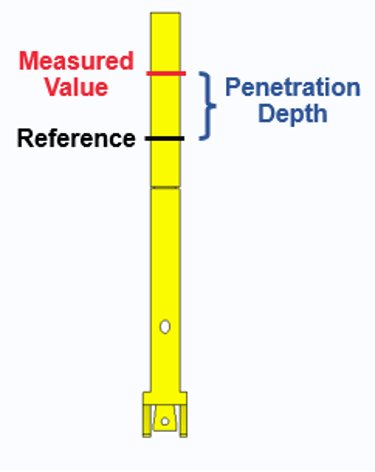 Measured
Value
Penetration
Depth
Reference